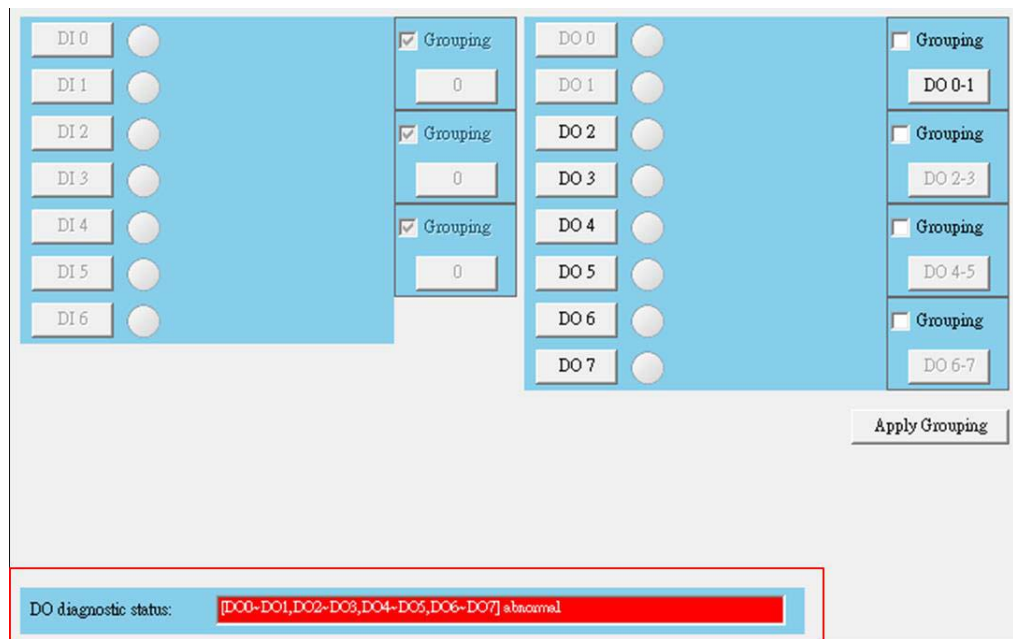 DI 0
Grouping
DO 0
Grouping
DI 1
0
DO 1
DO 0-1
DI 2
Grouping
DO 2
Grouping
DI 3
0
DO 3
DO 2-3
DI 4
Grouping
DO 4
Grouping
DI 5
0
DO 5
DO 4-5
DI 6
DO 6
Grouping
DO 7
DO 6-7
Apply Grouping
DO diagnostic status:
[DO0~DO1,DO2~DO3,DO4~DO5,DO6~DO7] abnormal